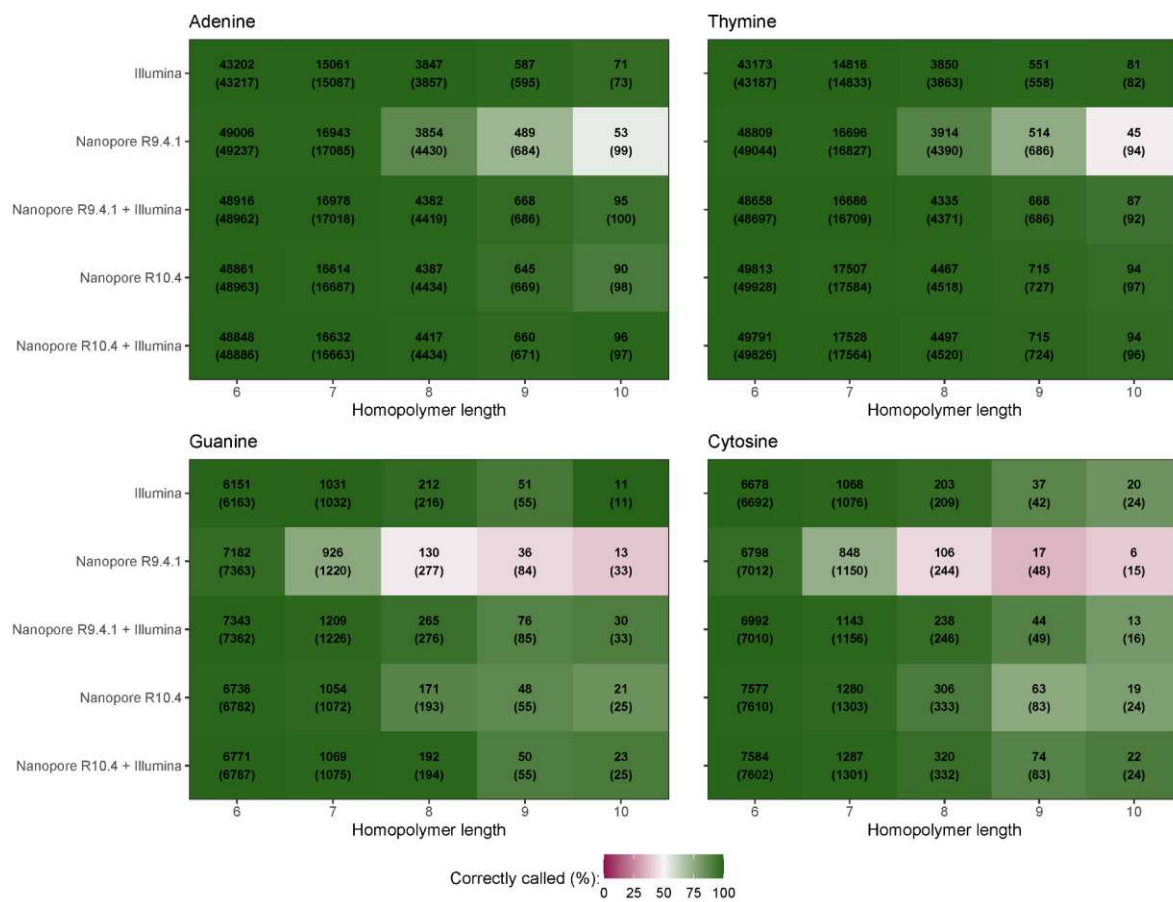 Adenine
Illumina
43202 15061 3847 587 71
(43217) (15087) (3857) (595) (73)
Nanopore R9.4.1
49006 16943 3854 489 53
(49237) (17085) (4430) (684) (99)
Nanopore R9.4.1 + Illumina
48916 16978 4382 668 95
(48962) (17018) (4419) (686) (100)
Nanopore R10.4
48861 16614 4387 645 90
(48963) (16687) (4434) (669) (98)
Nanopore R10.4 + Illumina
48848 16632 4417 660 96
(48886) (16663) (4434) (671) (97)
6 7 8 9 10
Homopolymer length
Thymine
43173 14816 3850 551 81
(43187) (14833) (3863) (558) (82)
48809 16696 3914 514 45
(49044) (16827) (4390) (686) (94)
48658 16686 4335 668 87
(48697) (16709) (4371) (686) (92)
49813 17507 4467 715 94
(49928) (17584) (4518) (727) (97)
49791 17528 4497 715 94
(49826) (17564) (4520) (724) (96)
6 7 8 9 10
Homopolymer length
Guanine
Illumina
6151 1031 212 51 11
(6163) (1032) (216) (55) (11)
Nanopore R9.4.1
7182 926 130 36 13
(7363) (1220) (277) (84) (33)
Nanopore R9.4.1 + Illumina
7343 1209 265 76 30
(7362) (1226) (276) (85) (33)
Nanopore R10.4
6736 1054 171 48 21
(6782) (1072) (193) (55) (25)
Nanopore R10.4 + Illumina
6771 1069 192 50 23
(6787) (1075) (194) (55) (25)
6 7 8 9 10
Homopolymer length
Cytosine
6678 1068 203 37 20
(6692) (1076) (209) (42) (24)
6798 848 106 17 6
(7012) (1150) (244) (48) (15)
6992 1143 238 44 13
(7010) (1156) (246) (49) (16)
7577 1280 306 63 19
(7610) (1303) (333) (83) (24)
7584 1287 320 74 22
(7602) (1301) (332) (83) (24)
6 7 8 9 10
Homopolymer length
Correctly called (%):
0 25 50 75 100